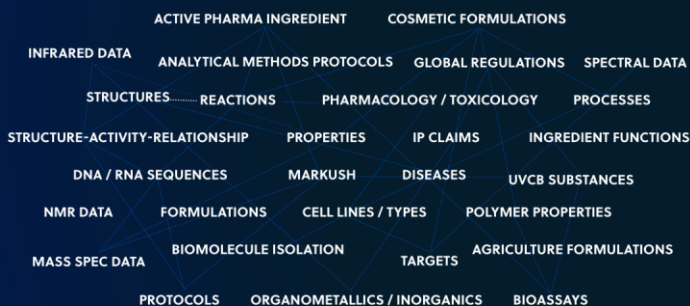 ACTIVE PHARMA INGREDIENT COSMETIC FORMULATIONS
INFRARED DATA ANALYTICAL METHODS PROTOCOLS GLOBAL REGULATIONS SPECTRAL DATA
STRUCTURES REACTIONS PHARMACOLOGY / TOXICOLOGY PROCESSES
STRUCTURE-ACTIVITY-RELATIONSHIP PROPERTIES IP CLAIMS INGREDIENT FUNCTIONS
DNA / RNA SEQUENCES MARKUSH DISEASES UVCB SUBSTANCES
NMR DATA FORMULATIONS CELL LINES / TYPES POLYMER PROPERTIES
MASS SPEC DATA BIOMOLECULE ISOLATION TARGETS AGRICULTURE FORMULATIONS
PROTOCOLS ORGANOMETALLICS / INORGANICS BIOASSAYS